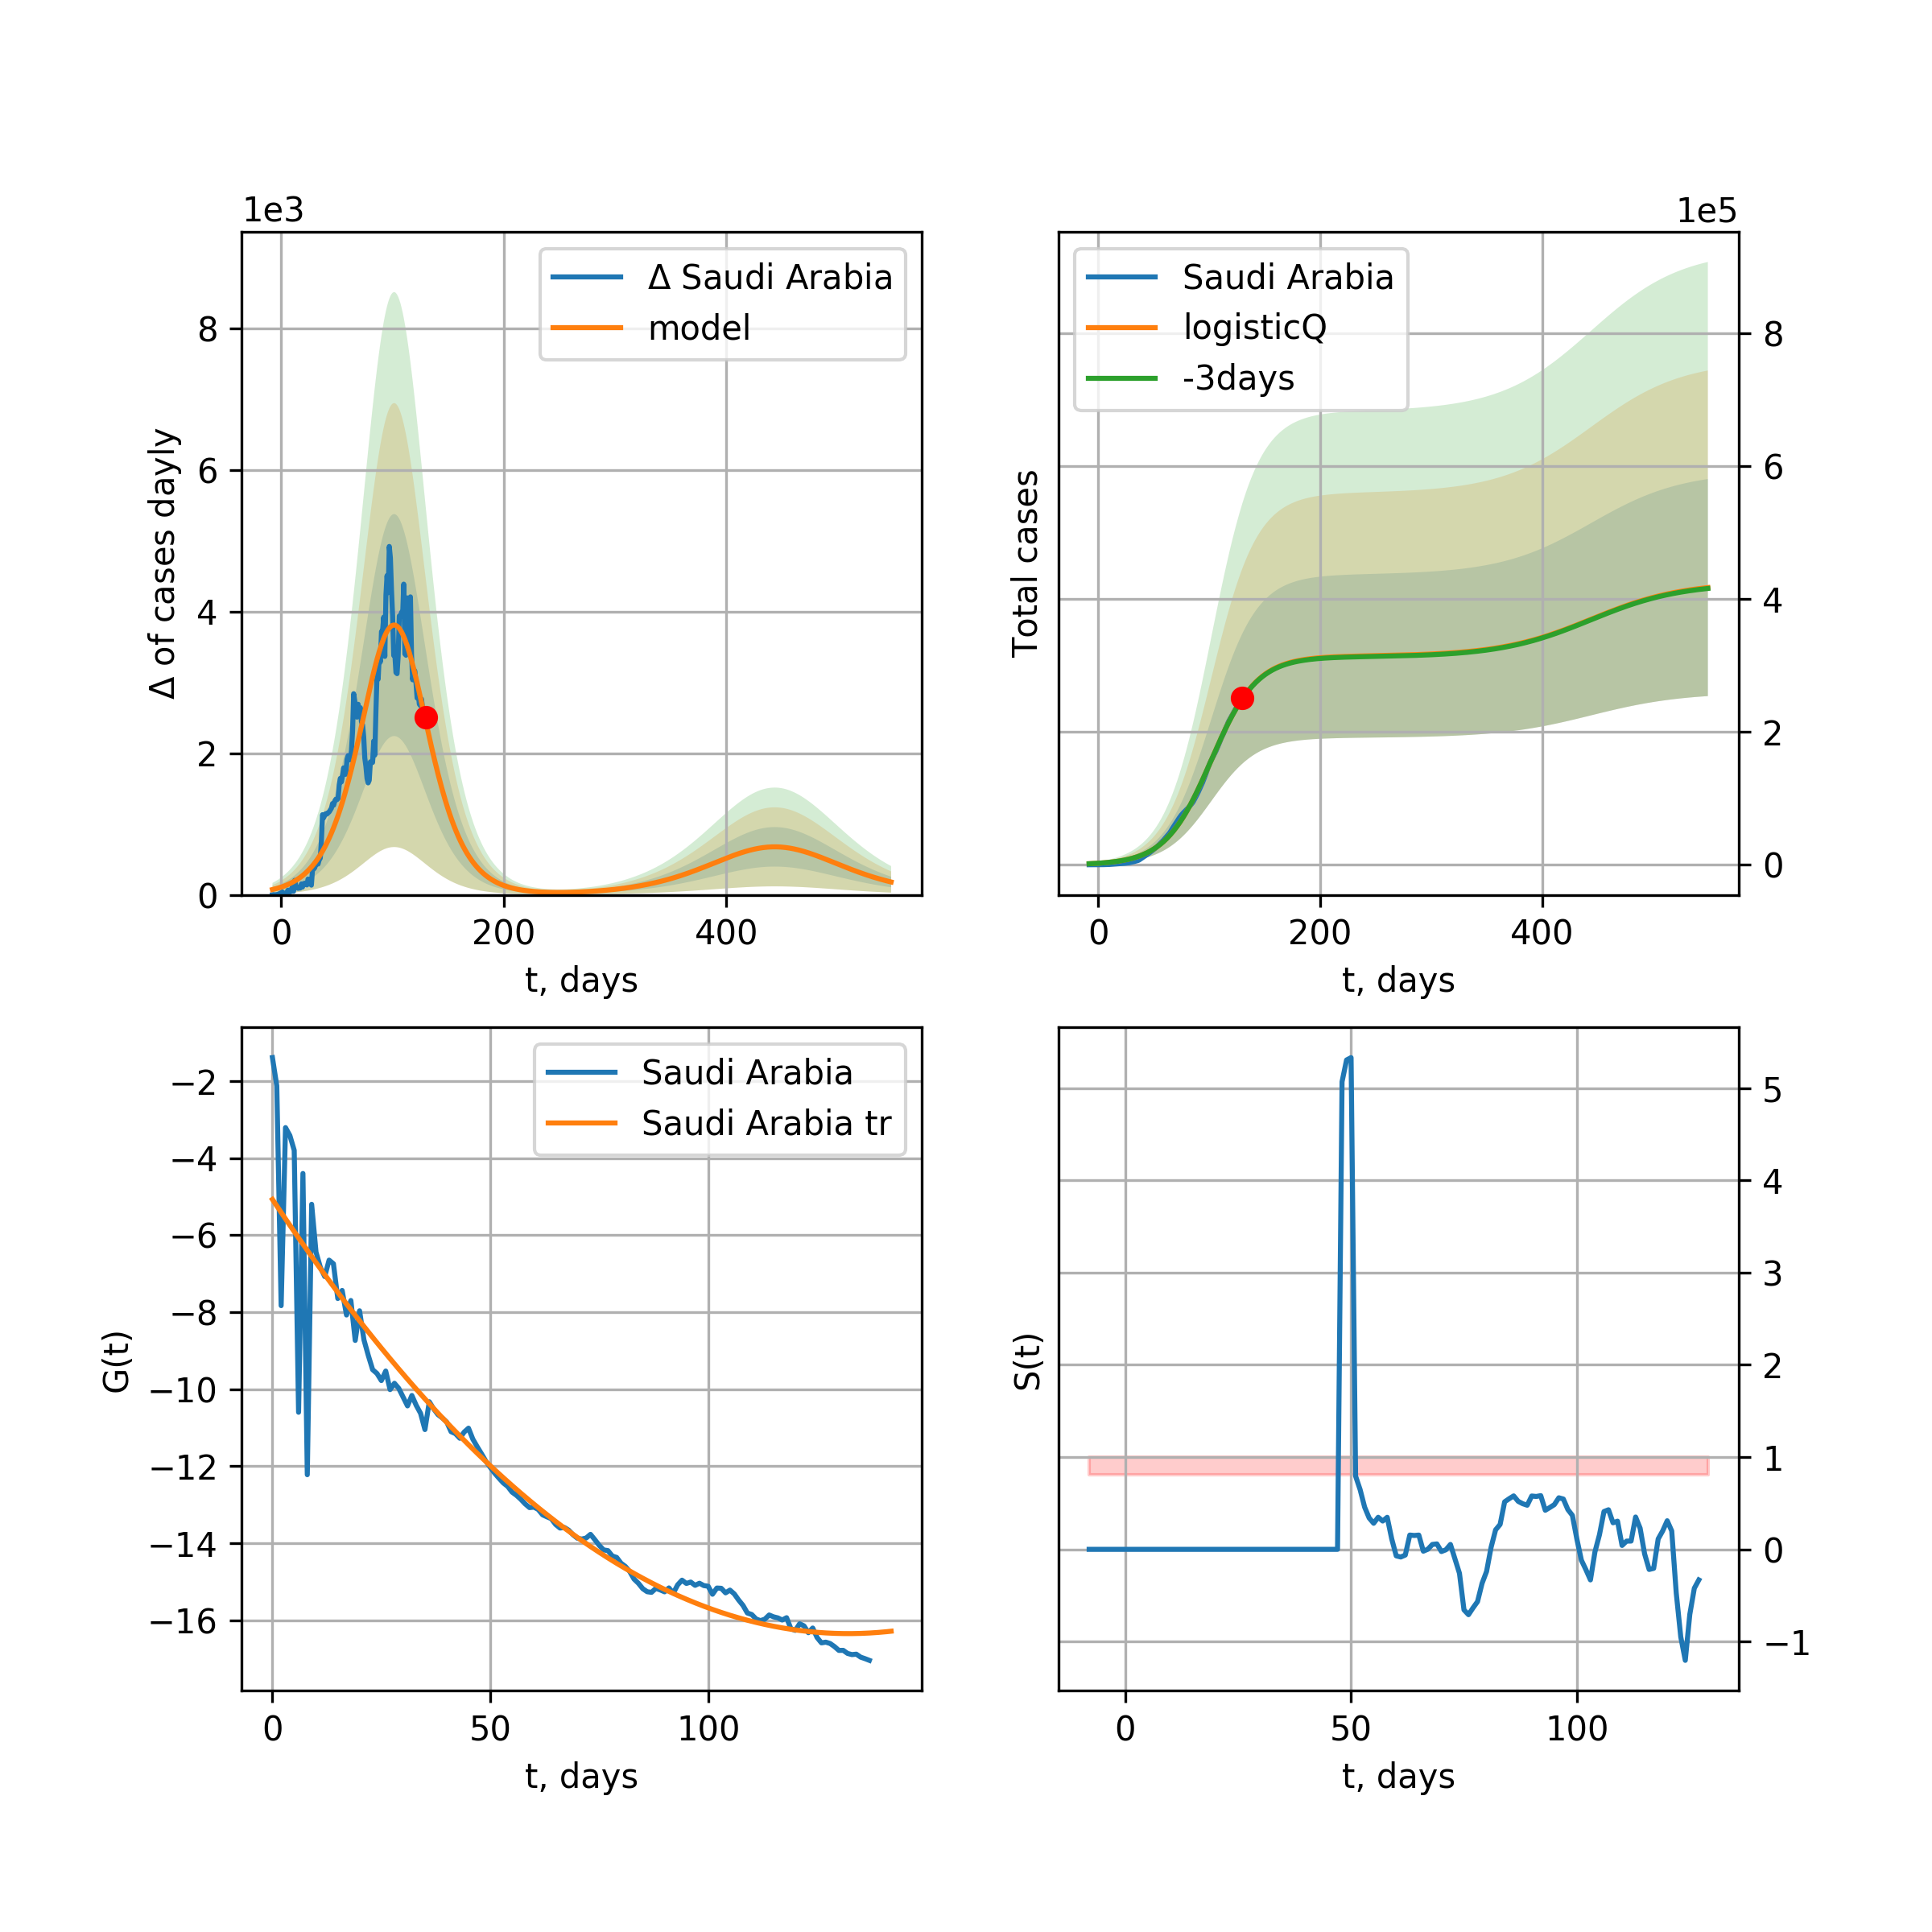 1e3
Δ of cases dayly
8
6
4
2
0
Δ Saudi Arabia
model
0 200 400
t, days
1e5
Total cases
Saudi Arabia
logisticQ
-3days
8
6
4
2
0
0 200 400
t, days
G(t)
−2
−4
−6
−8
−10
−12
−14
−16
Saudi Arabia
Saudi Arabia tr
0 50 100
t, days
S(t)
5
4
3
2
1
0
−1
0 50 100
t, days